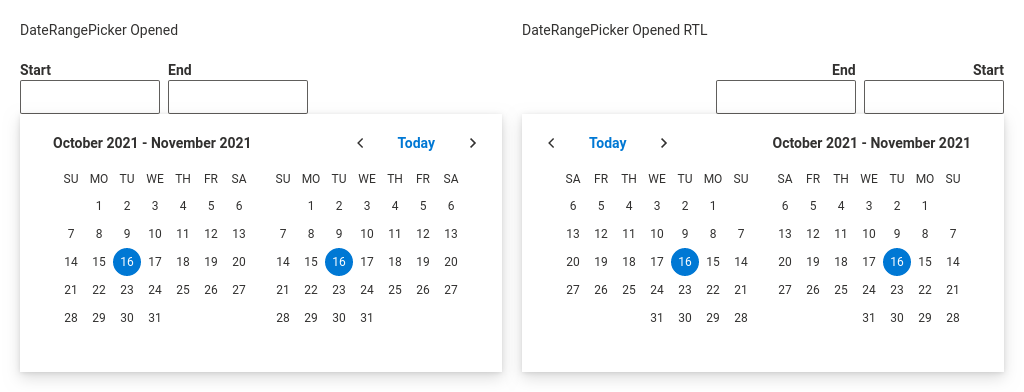 DateRangePicker Opened
Start End
October 2021 - November 2021 Today
SU MO TU WE TH FR SA SU MO TU WE TH FR SA
1 2 3 4 5 6 1 2 3 4 5 6
7 8 9 10 11 12 13 7 8 9 10 11 12 13
14 15 16 17 18 19 20 14 15 16 17 18 19 20
21 22 23 24 25 26 27 21 22 23 24 25 26 27
28 29 30 31 28 29 30 31
DateRangePicker Opened RTL
End Start
Today October 2021 - November 2021
SA FR TH WE TU MO SU SA FR TH WE TU MO SU
6 5 4 3 2 1 6 5 4 3 2 1
13 12 11 10 9 8 7 13 12 11 10 9 8 7
20 19 18 17 16 15 14 20 19 18 17 16 15 14
27 26 25 24 23 22 21 27 26 25 24 23 22 21
31 30 29 28 31 30 29 28